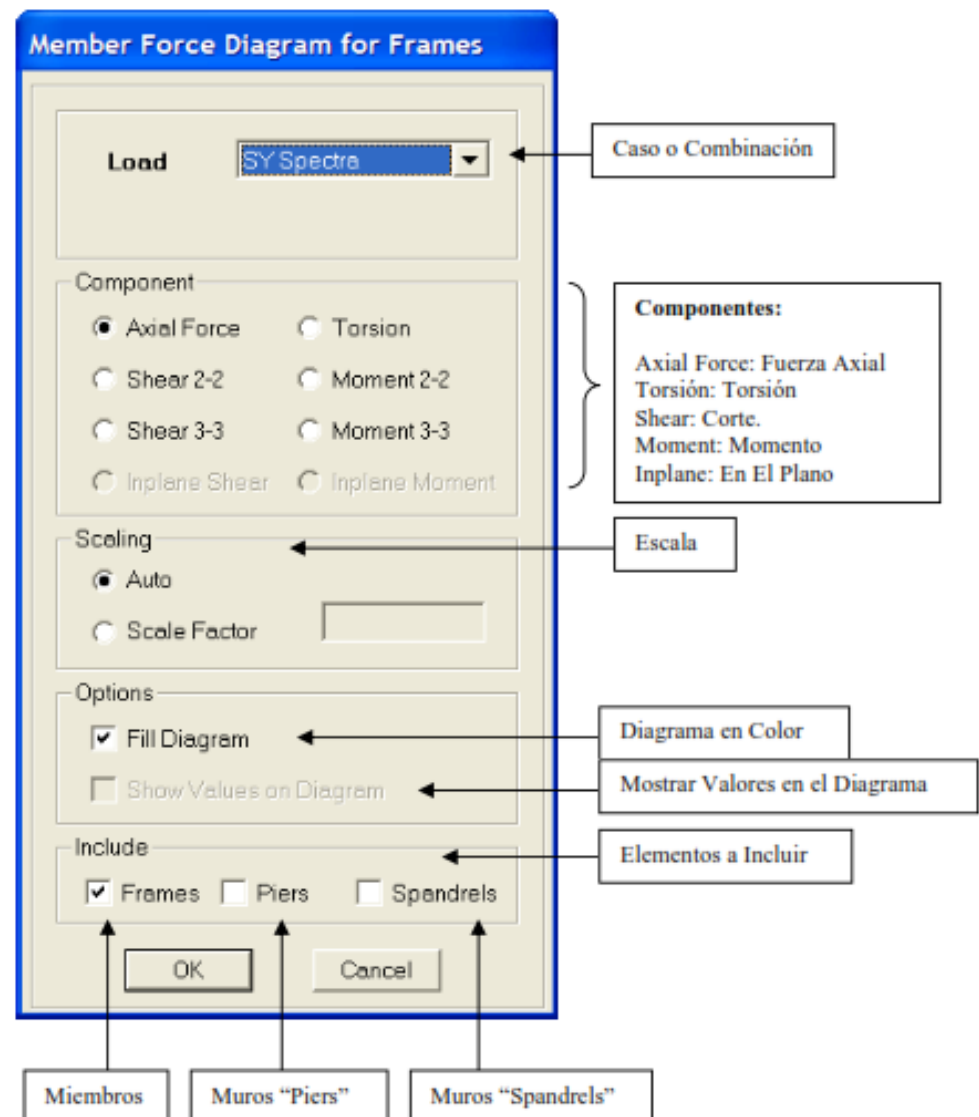 Member Force Diagram for Frames
Load SY Spectra
Caso o Combinación
Component
Axial Force Torsion
Shear 2-2 Moment 2-2
Shear 3-3 Moment 3-3
Inplane Shear Inplane Moment
Componentes:
Axial Force: Fuerza Axial
Torsión: Torsión
Shear: Corte.
Moment: Momento
Inplane: En El Plano
Scaling
Escala
Auto
Scale Factor
Options
Fill Diagram
Diagrama en Color
Show Values on Diagram
Mostrar Valores en el Diagrama
Include
Elementos a Incluir
Frames Piers Spandrels
OK Cancel
Miembros Muros “Piers” Muros “Spandrels”